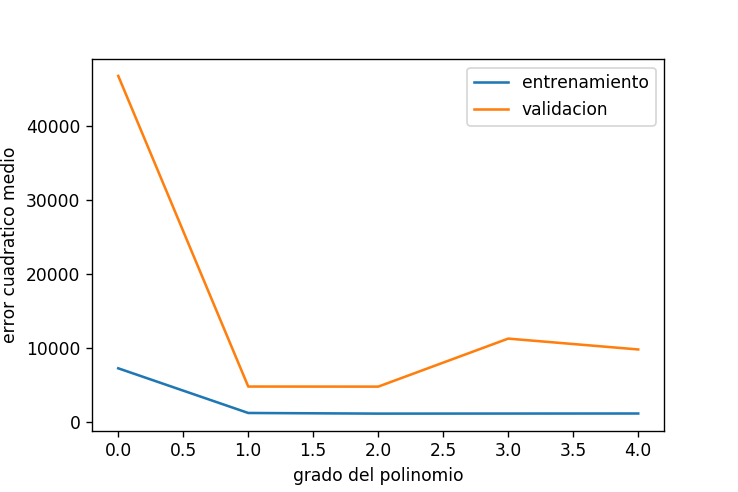 entrenamiento
validacion
40000
30000
20000
10000
0
error cuadratico medio
0.0 0.5 1.0 1.5 2.0 2.5 3.0 3.5 4.0
grado del polinomio